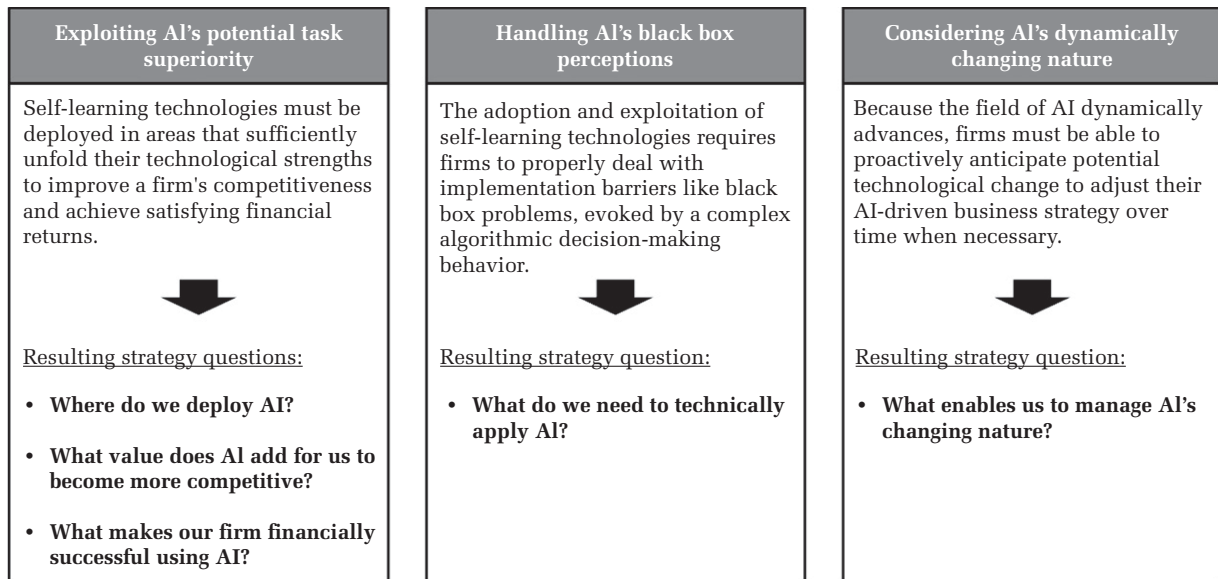 Exploiting AI's potential task
superiority
Self-learning technologies must be
deployed in areas that sufficiently
unfold their technological strengths
to improve a firm's competitiveness
and achieve satisfying financial
returns.
Resulting strategy questions:
• Where do we deploy AI?
• What value does AI add for us to
become more competitive?
• What makes our firm financially
successful using AI?
Handling AI's black box
perceptions
The adoption and exploitation of
self-learning technologies requires
firms to properly deal with
implementation barriers like black
box problems, evoked by a complex
algorithmic decision-making
behavior.
Resulting strategy question:
• What do we need to technically
apply AI?
Considering AI's dynamically
changing nature
Because the field of AI dynamically
advances, firms must be able to
proactively anticipate potential
technological change to adjust their
AI-driven business strategy over
time when necessary.
Resulting strategy question:
• What enables us to manage AI's
changing nature?